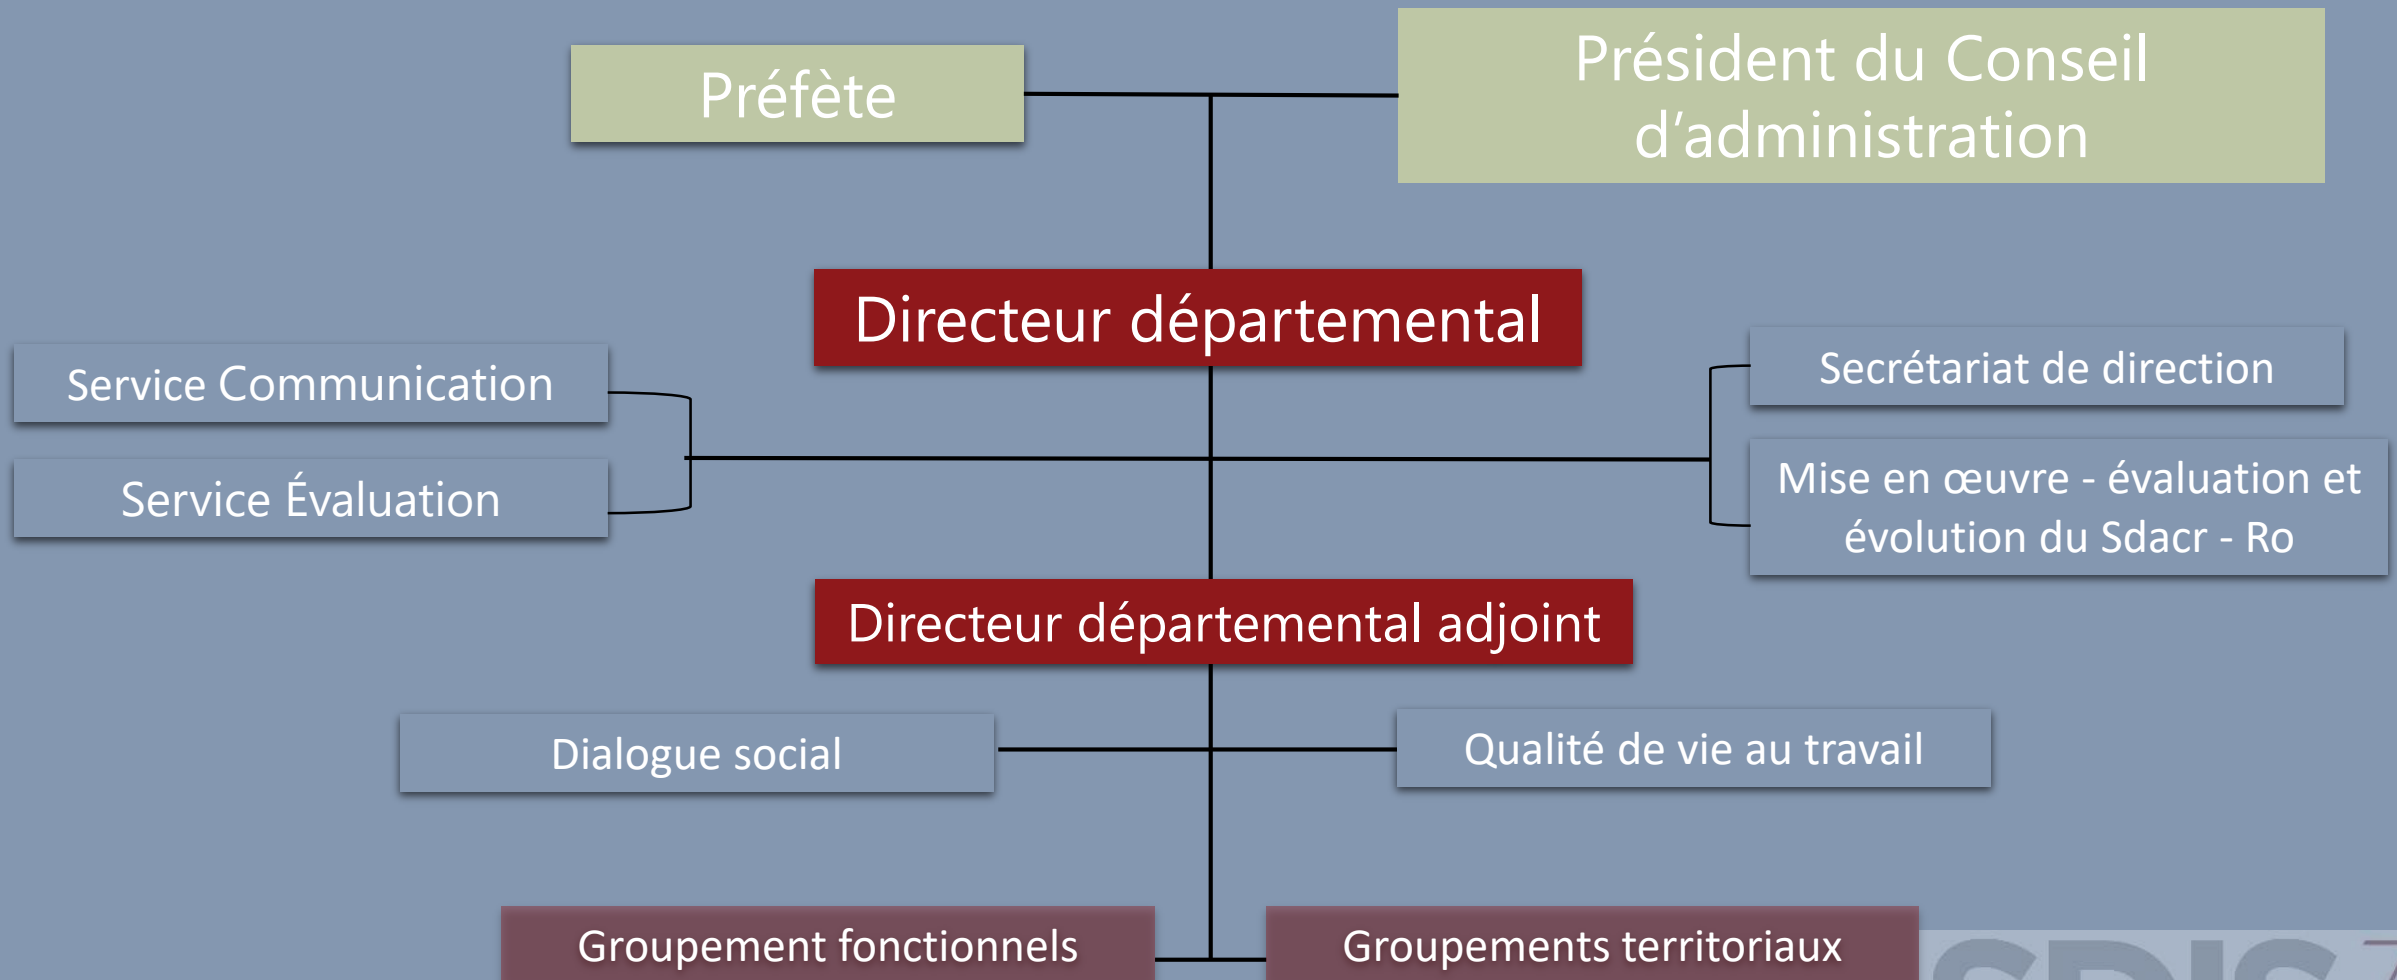 Préfète
Président du Conseil
d’administration
Directeur départemental
Service Communication
Service Évaluation
Secrétariat de direction
Mise en œuvre - évaluation et
évolution du Sdacr - Ro
Directeur départemental adjoint
Dialogue social
Qualité de vie au travail
Groupement fonctionnels
Groupements territoriaux
SDIS